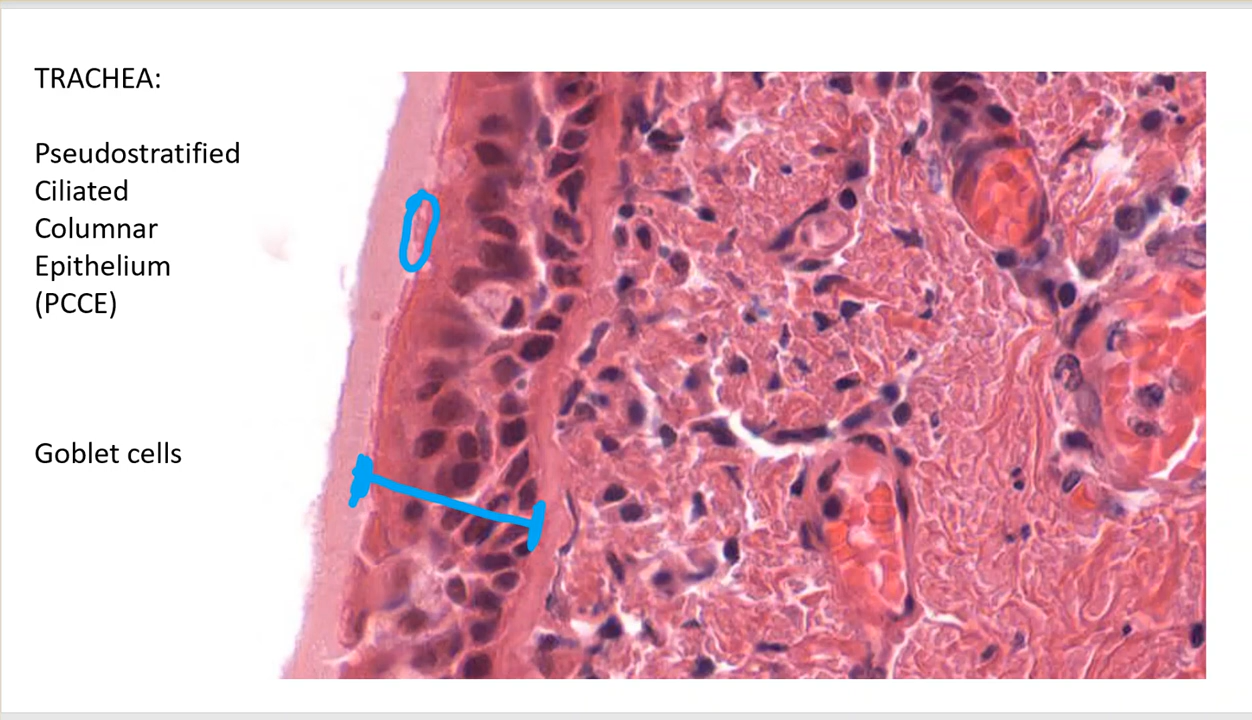 TRACHEA:
Pseudostratified
Ciliated
Columnar
Epithelium
(PCCE)
Goblet cells